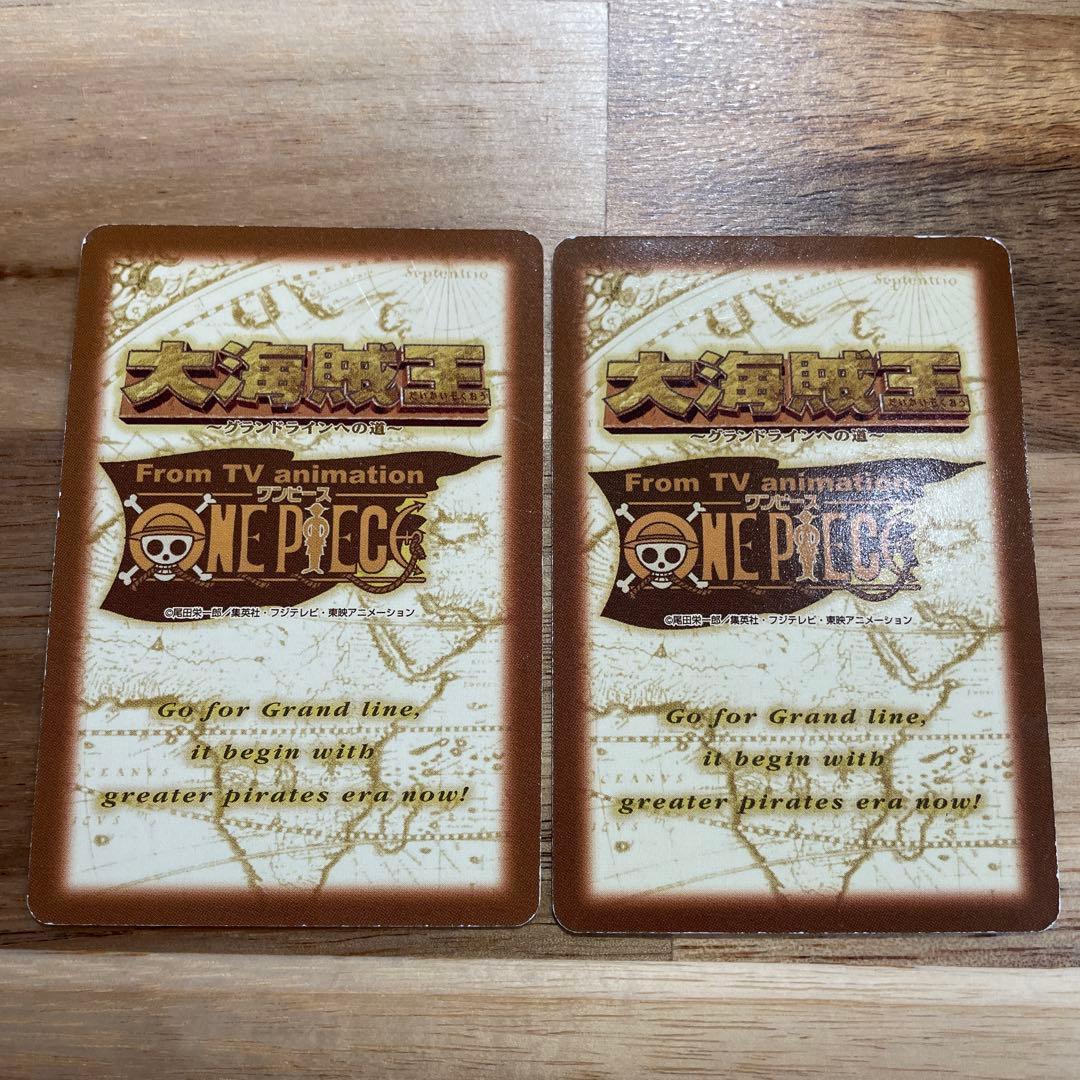 Septentrio
大海賊王
だいかいぞくおう
～グランドラインへの道～
From TV animation
ワンピース
ONE PIECE
©尾田栄一郎／集英社・フジテレビ・東映アニメーション
Go for Grand line,
it begin with
greater pirates era now!
CEANVS
Septentrio
大海賊王
だいかいぞくおう
～グランドラインへの道～
From TV animation
ワンピース
ONE PIECE
©尾田栄一郎／集英社・フジテレビ・東映アニメーション
Go for Grand line,
it begin with
greater pirates era now!
CEANVS